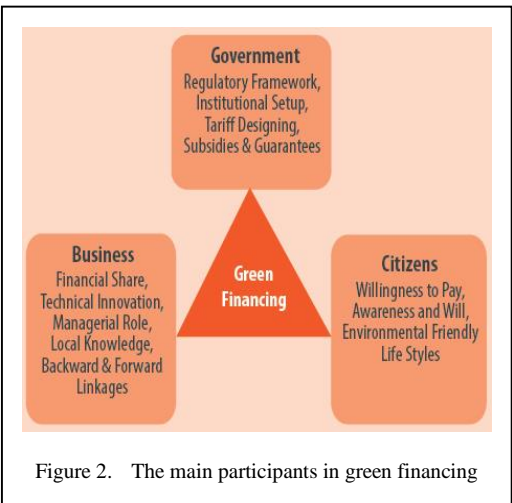 Government
Regulatory Framework,
Institutional Setup,
Tariff Designing,
Subsidies & Guarantees
Business
Financial Share,
Technical Innovation,
Managerial Role,
Local Knowledge,
Backward & Forward
Linkages
Green
Financing
Citizens
Willingness to Pay,
Awareness and Will,
Environmental Friendly
Life Styles
Figure 2. The main participants in green financing